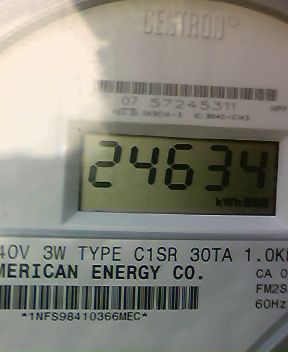 CENTRON®
07 57245311
24634
kWh
40V 3W TYPE C1SR 30TA 1.0K
MERICAN ENERGY CO.
CA 0
FM2S
60Hz
*1NFS98410366MEC*